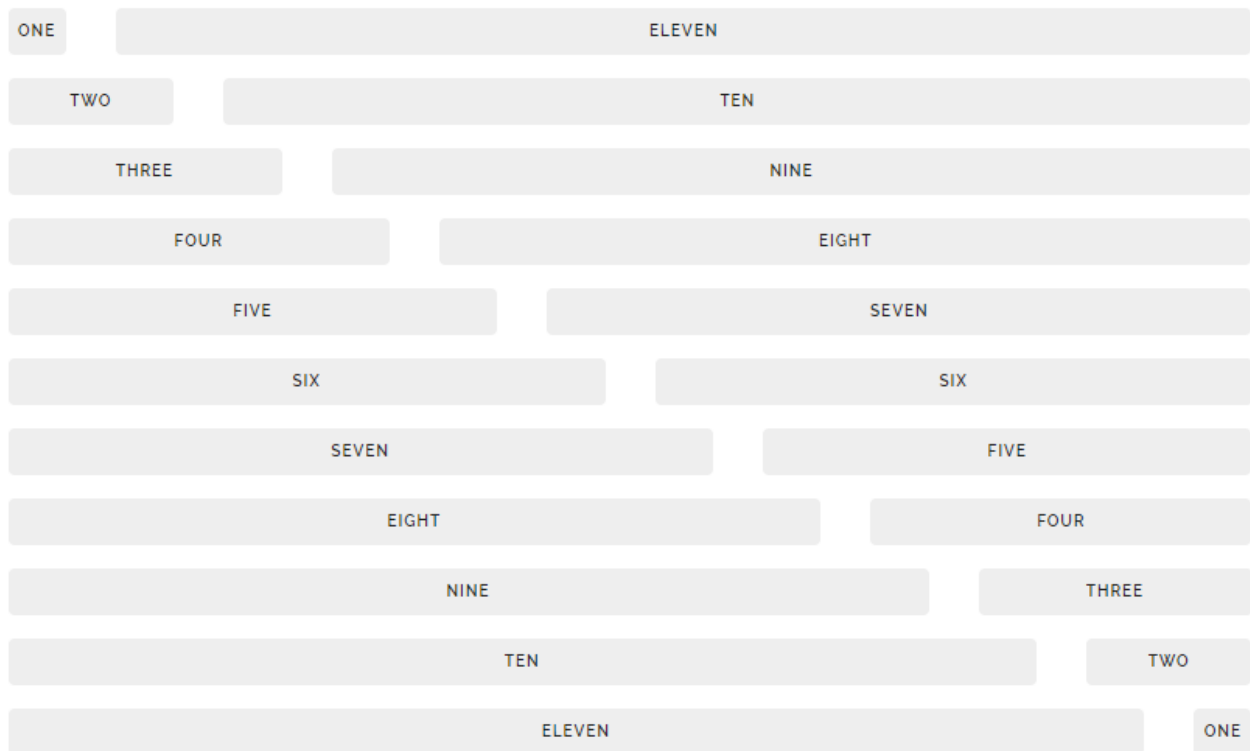 ONE ELEVEN
TWO TEN
THREE NINE
FOUR EIGHT
FIVE SEVEN
SIX SIX
SEVEN FIVE
EIGHT FOUR
NINE THREE
TEN TWO
ELEVEN ONE